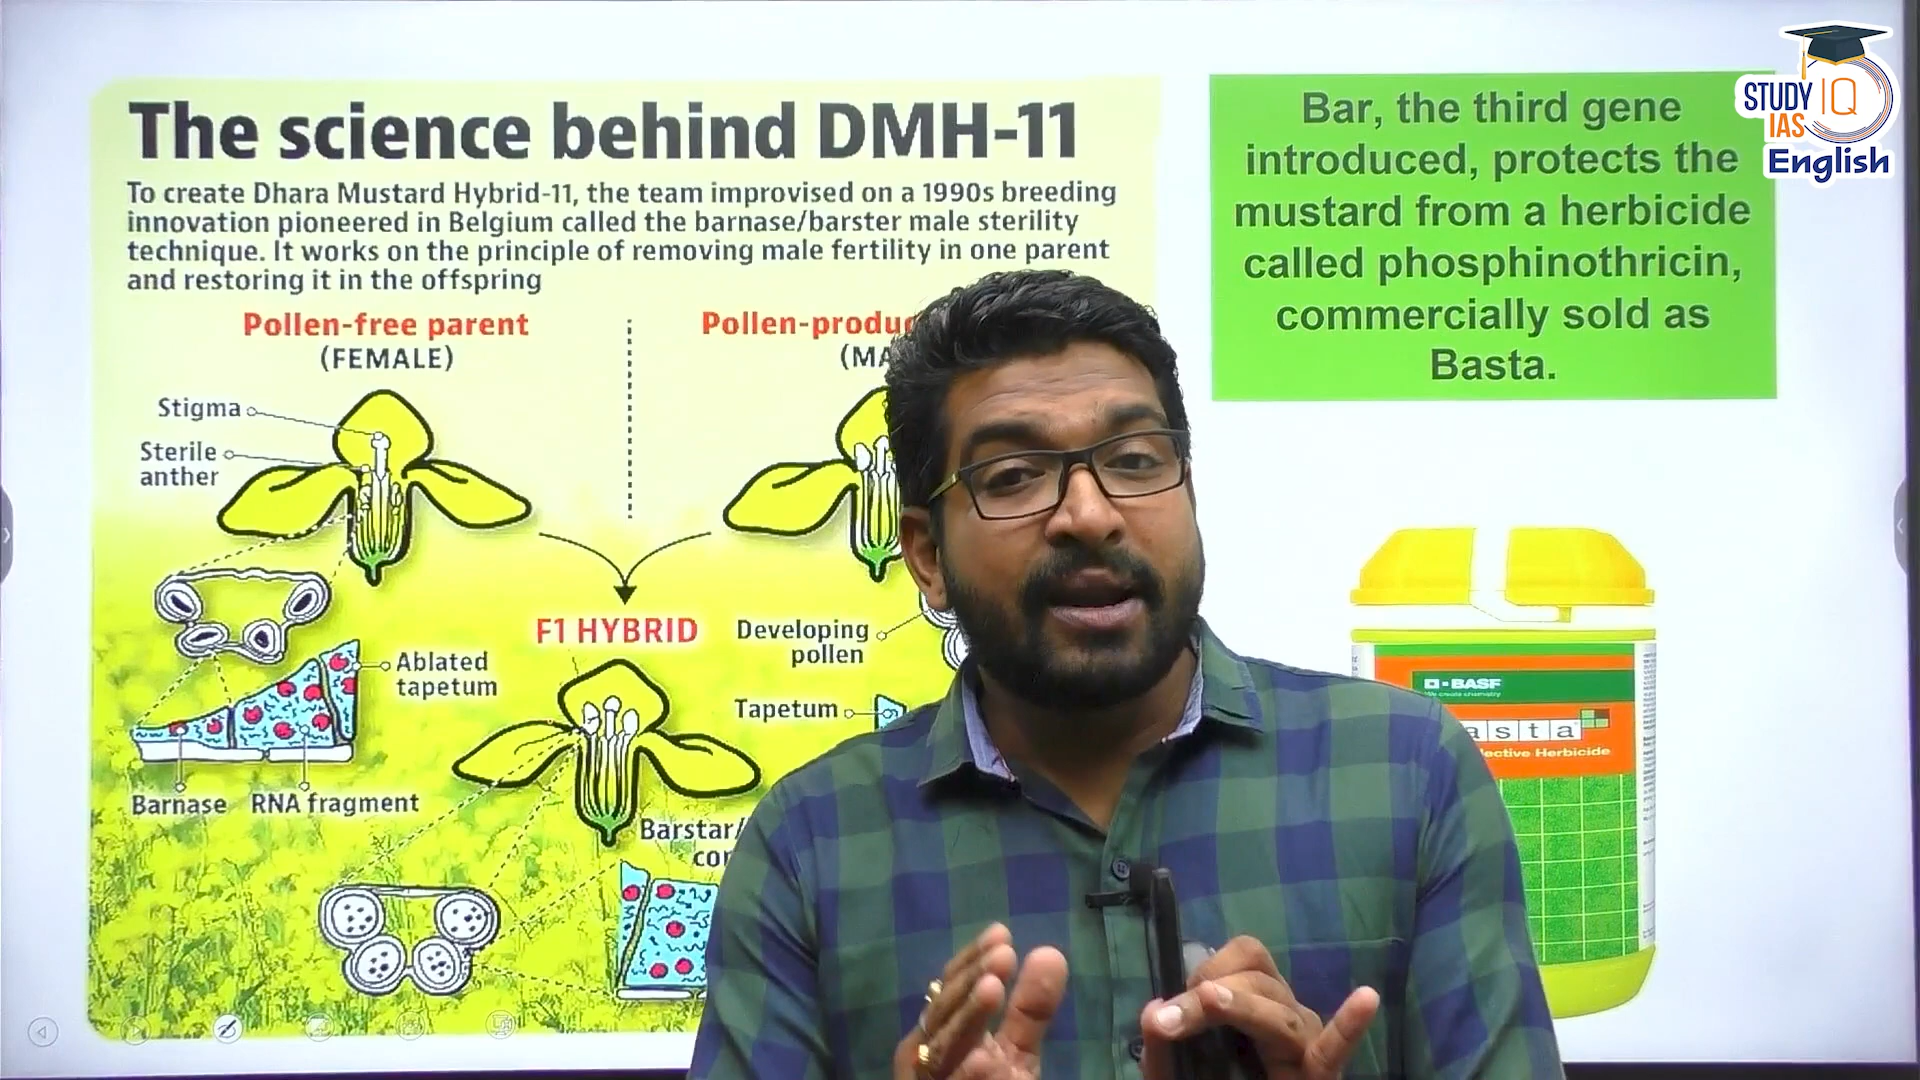 The science behind DMH-11
To create Dhara Mustard Hybrid-11, the team improvised on a 1990s breeding
innovation pioneered in Belgium called the barnase/barster male sterility
technique. It works on the principle of removing male fertility in one parent
and restoring it in the offspring
Pollen-free parent
(FEMALE)
Stigma
Sterile
anther
Ablated
tapetum
Barnase
RNA fragment
F1 HYBRID
Developing
pollen
Tapetum
Bar, the third gene
introduced, protects the
mustard from a herbicide
called phosphinothricin,
commercially sold as
Basta.
BASF
We create chemistry
asta
Herbicide
STUDY IQ
IAS
English